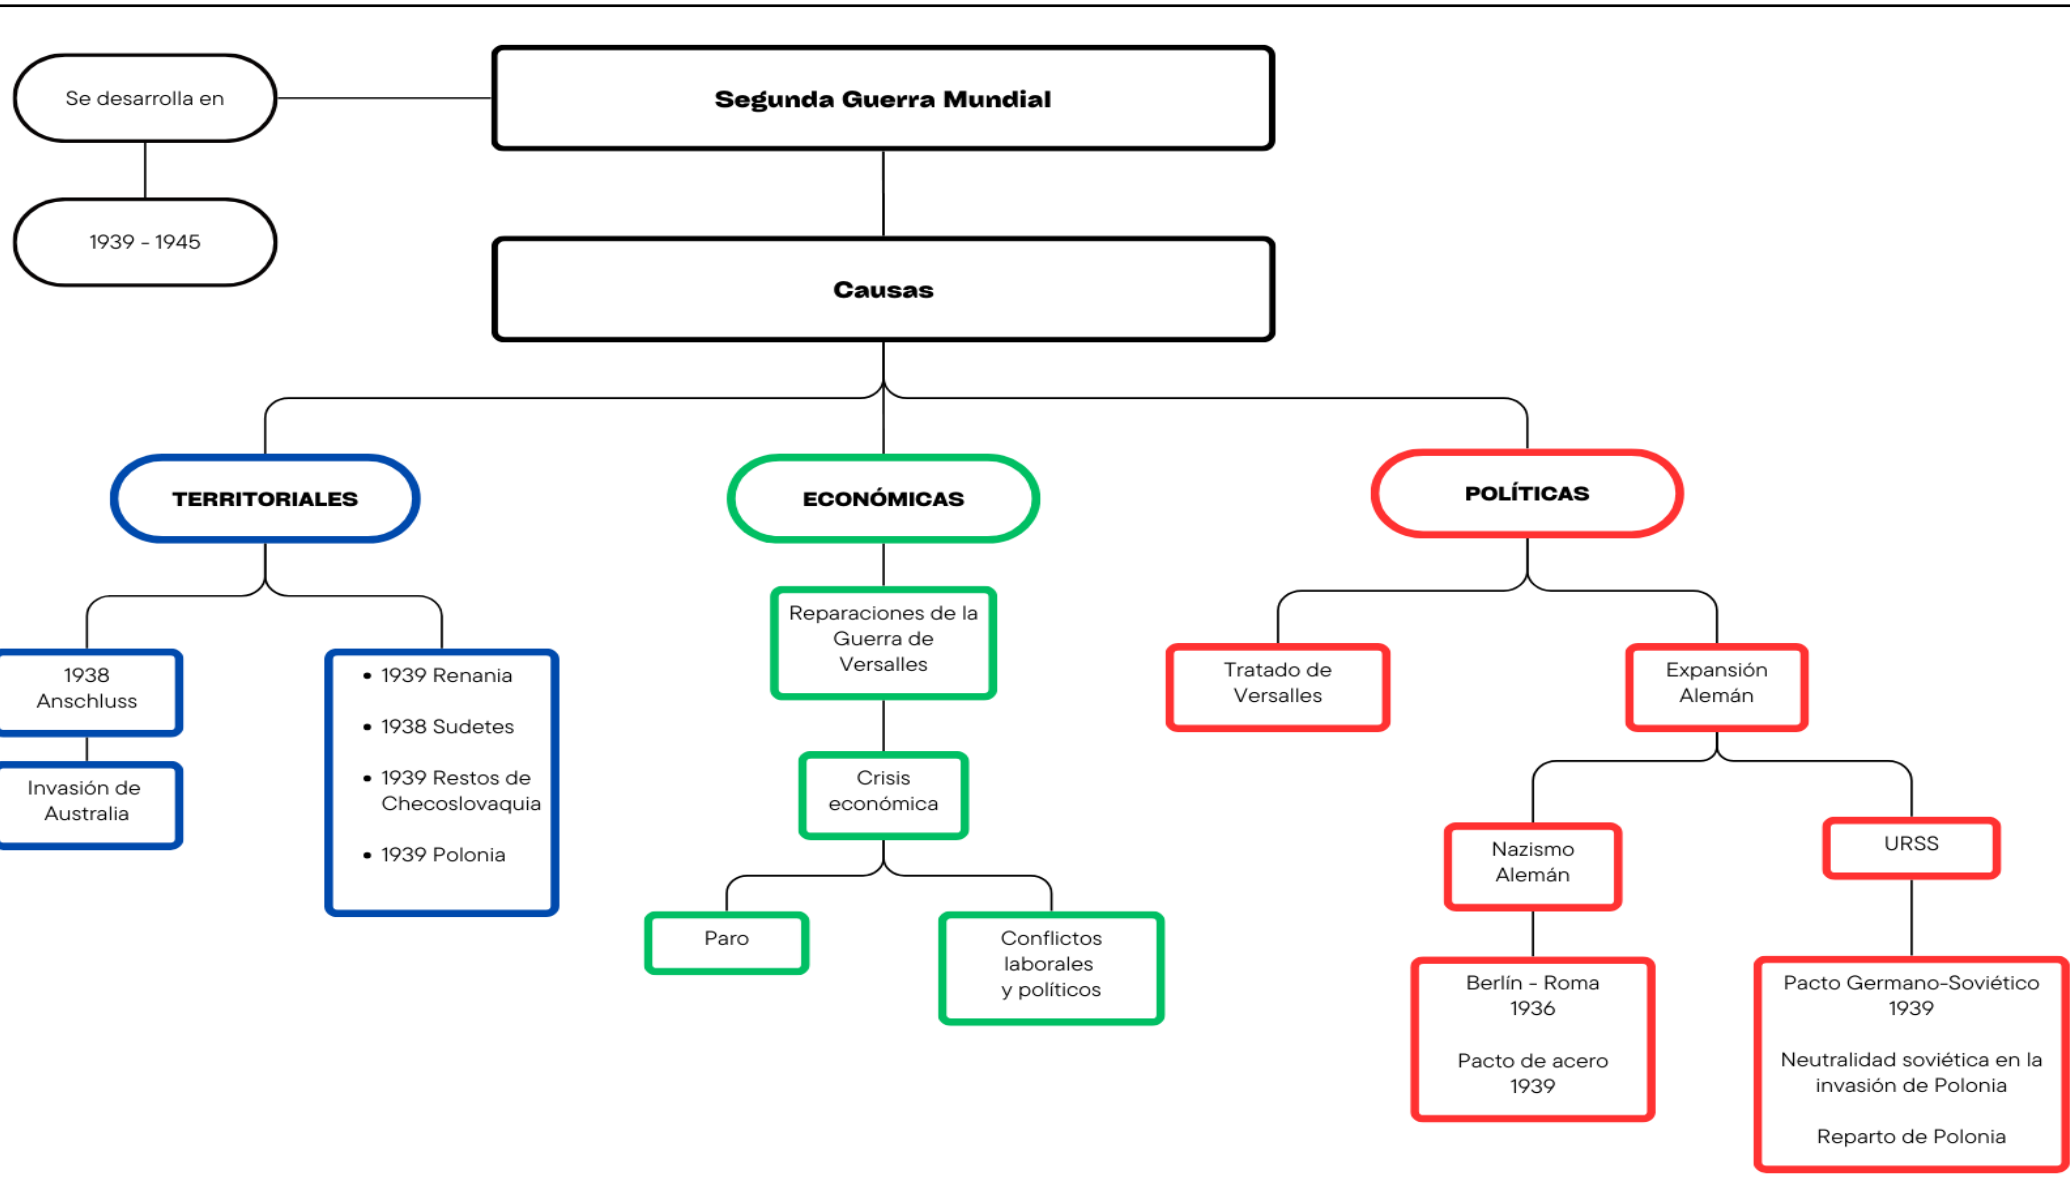 Segunda Guerra Mundial
Se desarrolla en
1939 - 1945
Causas
TERRITORIALES
1938
Anschluss
Invasión de
Australia
• 1939 Renania
• 1938 Sudetes
• 1939 Restos de
Checoslovaquia
• 1939 Polonia
ECONÓMICAS
Reparaciones de la
Guerra de
Versalles
Crisis
económica
Paro
Conflictos
laborales
y políticos
POLÍTICAS
Tratado de
Versalles
Expansión
Alemán
Nazismo
Alemán
Berlín - Roma
1936
Pacto de acero
1939
URSS
Pacto Germano-Soviético
1939
Neutralidad soviética en la
invasión de Polonia
Reparto de Polonia